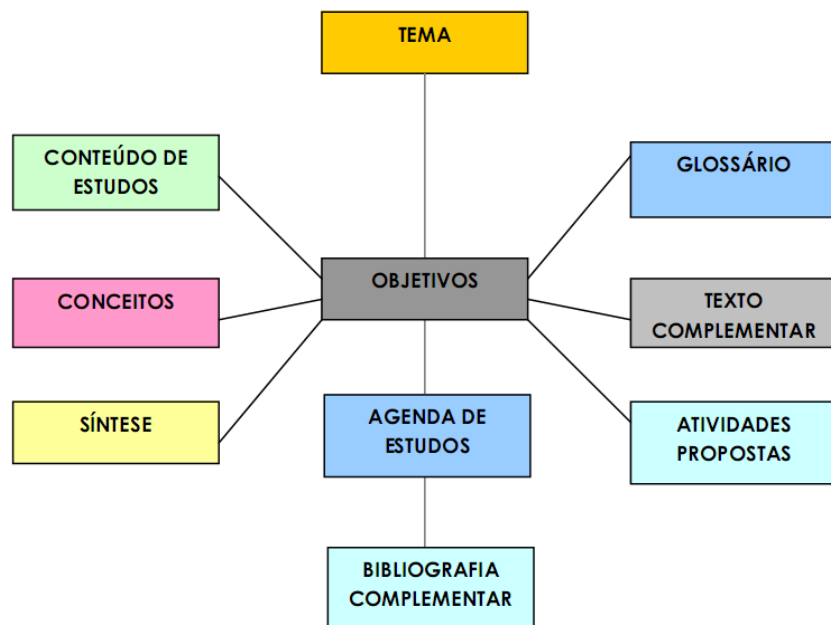 TEMA
CONTEÚDO DE
ESTUDOS
GLOSSÁRIO
OBJETIVOS
CONCEITOS
TEXTO
COMPLEMENTAR
SÍNTESE
AGENDA DE
ESTUDOS
ATIVIDADES
PROPOSTAS
BIBLIOGRAFIA
COMPLEMENTAR